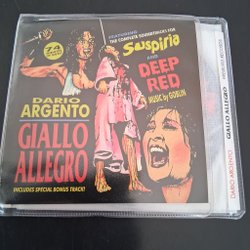 FEATURING
THE COMPLETE SOUNDTRACKS FOR
Suspiria
AND
DEEP
RED
MUSIC by GOBLIN
74
DARIO
ARGENTO
GIALLO
ALLEGRO
INCLUDES SPECIAL BONUS TRACK!
DARIO ARGENTO
GIALLO ALLEGRO